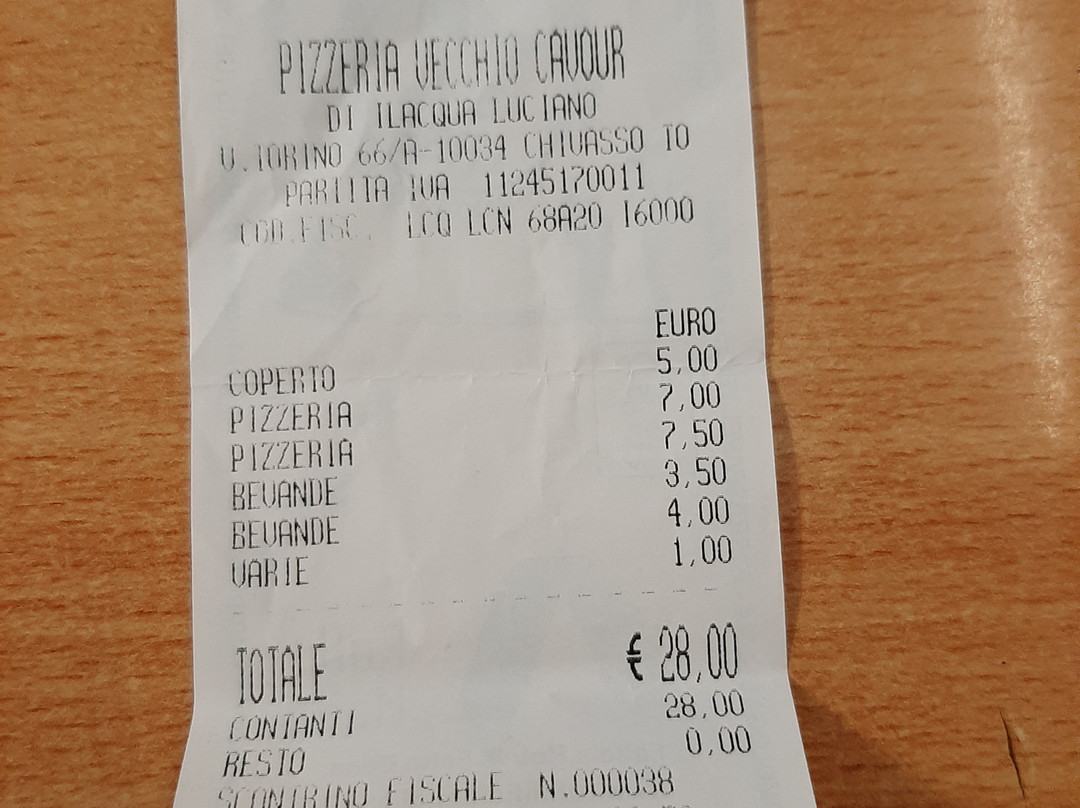 PIZZERIA VECCHIO CAVOUR
DI ILACQUA LUCIANO
V.TORINO 66/A-10034 CHIVASSO TO
PARTITA IVA 11245170011
COD.FISC. LCQ LCN 68A20 I6000
EURO
COPERTO 5,00
PIZZERIA 7,00
PIZZERIA 7,50
BEVANDE 3,50
BEVANDE 4,00
VARIE 1,00
TOTALE € 28,00
CONTANTI 28,00
RESTO 0,00
SCONTRINO FISCALE N.000038